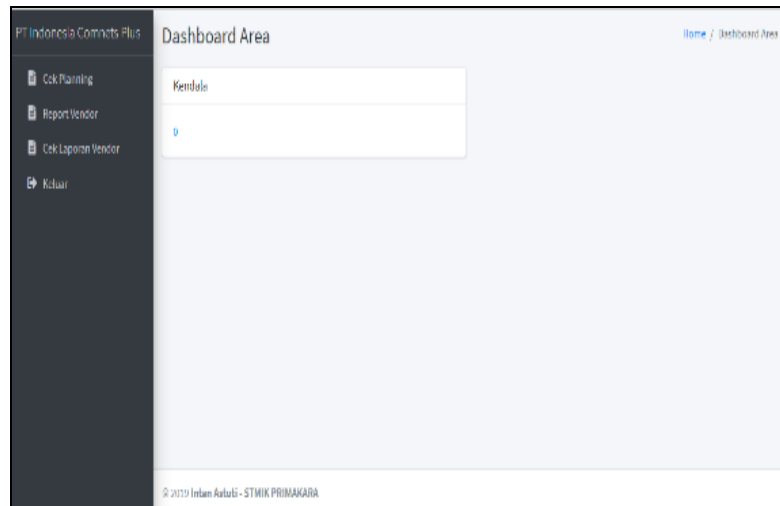 PT Indonesia Comnets Plus
Cek Planning
Report Vendor
Cek Laporan Vendor
Keluar
Dashboard Area
Home / Dashboard Area
Kendala
0
© 2019 Intan Astuti - STMIK PRIMAKARA